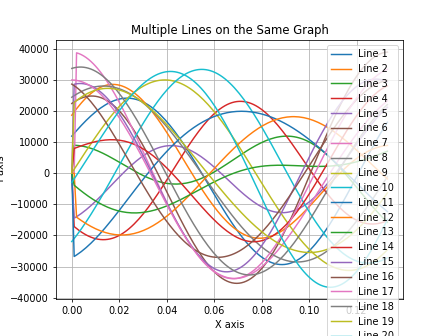 Multiple Lines on the Same Graph
40000
30000
20000
10000
0
−10000
−20000
−30000
−40000
axis
0.00
0.02
0.04
0.06
0.08
0.10
X axis
Line 1
Line 2
Line 3
Line 4
Line 5
Line 6
Line 7
Line 8
Line 9
Line 10
Line 11
Line 12
Line 13
Line 14
Line 15
Line 16
Line 17
Line 18
Line 19
Line 20